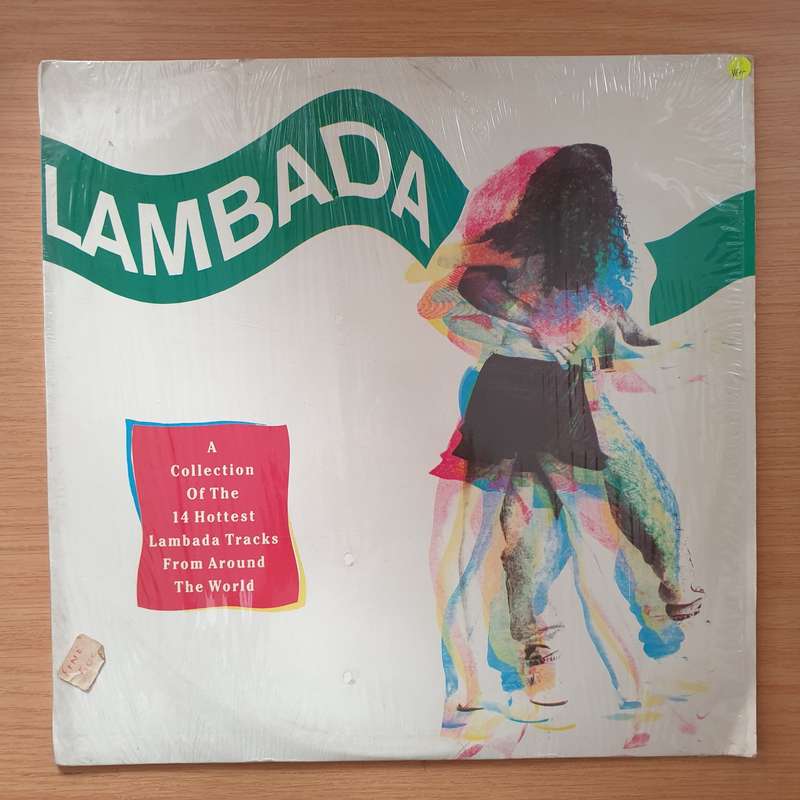 LAMBADA
A
Collection
Of The
14 Hottest
Lambada Tracks
From Around
The World